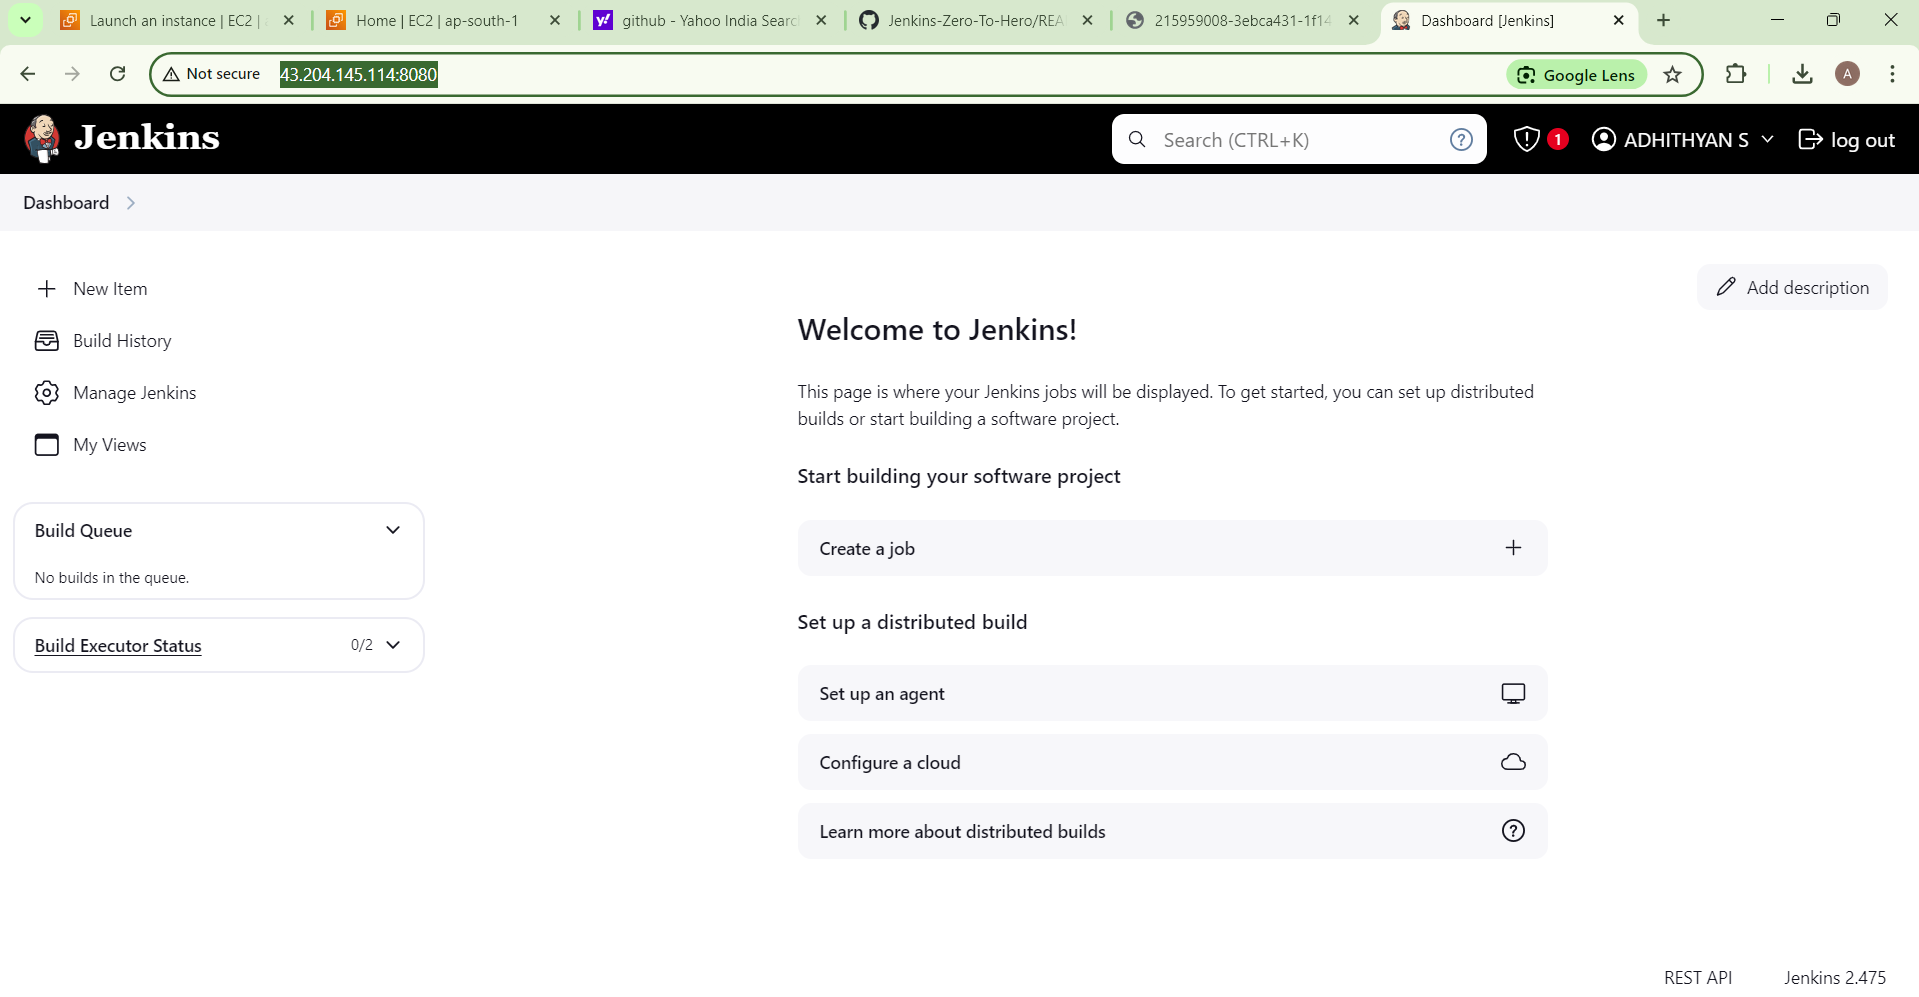 Launch an instance | EC2 |
Home | EC2 | ap-south-1
github - Yahoo India Searc
Jenkins-Zero-To-Hero/REA
215959008-3ebca431-1f14
Dashboard [Jenkins]
Not secure
43.204.145.114:8080
Google Lens
A
Jenkins
Search (CTRL+K)
1
ADHITHYAN S
log out
Dashboard
New Item
Build History
Manage Jenkins
My Views
Build Queue
No builds in the queue.
Build Executor Status
0/2
Add description
Welcome to Jenkins!
This page is where your Jenkins jobs will be displayed. To get started, you can set up distributed
builds or start building a software project.
Start building your software project
Create a job
Set up a distributed build
Set up an agent
Configure a cloud
Learn more about distributed builds
REST API
Jenkins 2.475